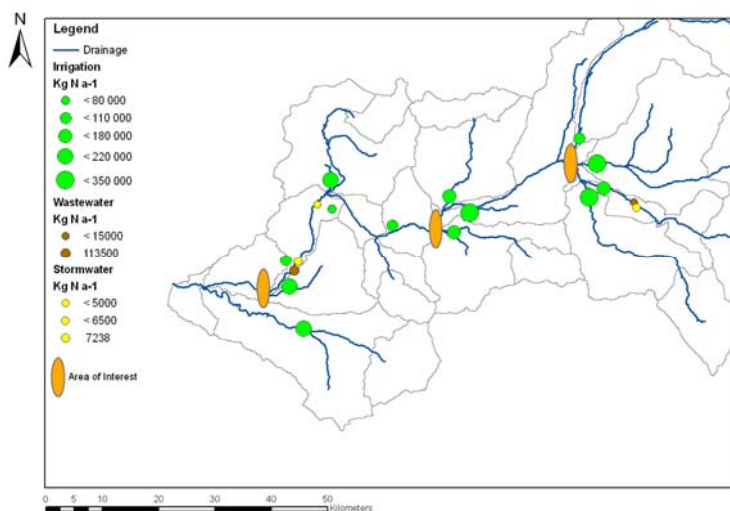 N
Legend
Drainage
Irrigation
Kg N a-1
< 80 000
< 110 000
< 180 000
< 220 000
< 350 000
Wastewater
Kg N a-1
< 15000
113500
Stormwater
Kg N a-1
< 5000
< 6500
7238
Area of Interest
0 5 10 20 30 40 50
Kilometers